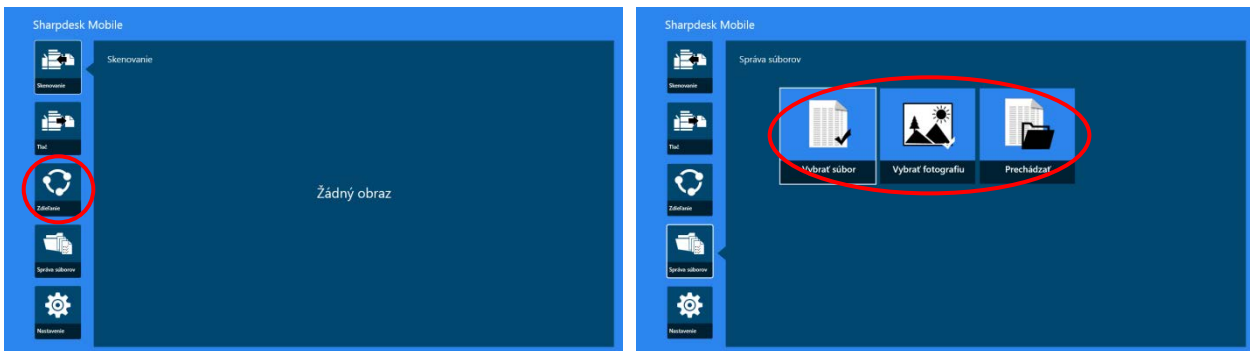 Sharpdesk Mobile
Skenovanie
Skenovanie
Tlač
Žádný obraz
Zdieľanie
Správa súborov
Nastavenie
Sharpdesk Mobile
Správa súborov
Skenovanie
Tlač
Vybrať súbor
Vybrať fotografiu
Prechádzať
Zdieľanie
Správa súborov
Nastavenie